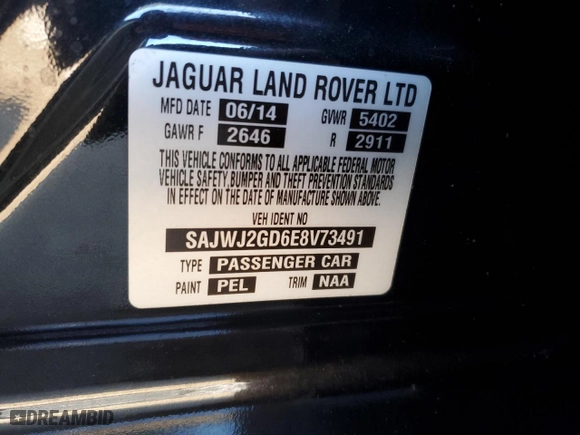 JAGUAR LAND ROVER LTD
MFD DATE 06/14 GVWR 5402
GAWR F 2646 R 2911
THIS VEHICLE CONFORMS TO ALL APPLICABLE FEDERAL MOTOR
VEHICLE SAFETY, BUMPER AND THEFT PREVENTION STANDARDS
IN EFFECT ON THE DATE OF MANUFACTURE SHOWN ABOVE.
VEH IDENT NO
SAJWJ2GD6E8V73491
TYPE PASSENGER CAR
PAINT PEL TRIM NAA
DREAMBID